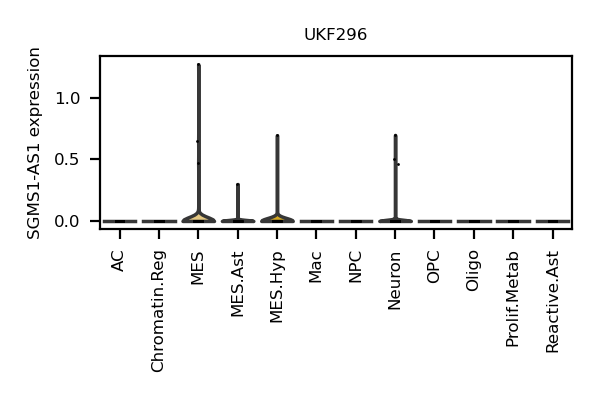 UKF296
SGMS1-AS1 expression
1.0
0.5
0.0
AC
Chromatin.Reg
MES
MES.Ast
MES.Hyp
Mac
NPC
Neuron
OPC
Oligo
Prolif.Metab
Reactive.Ast